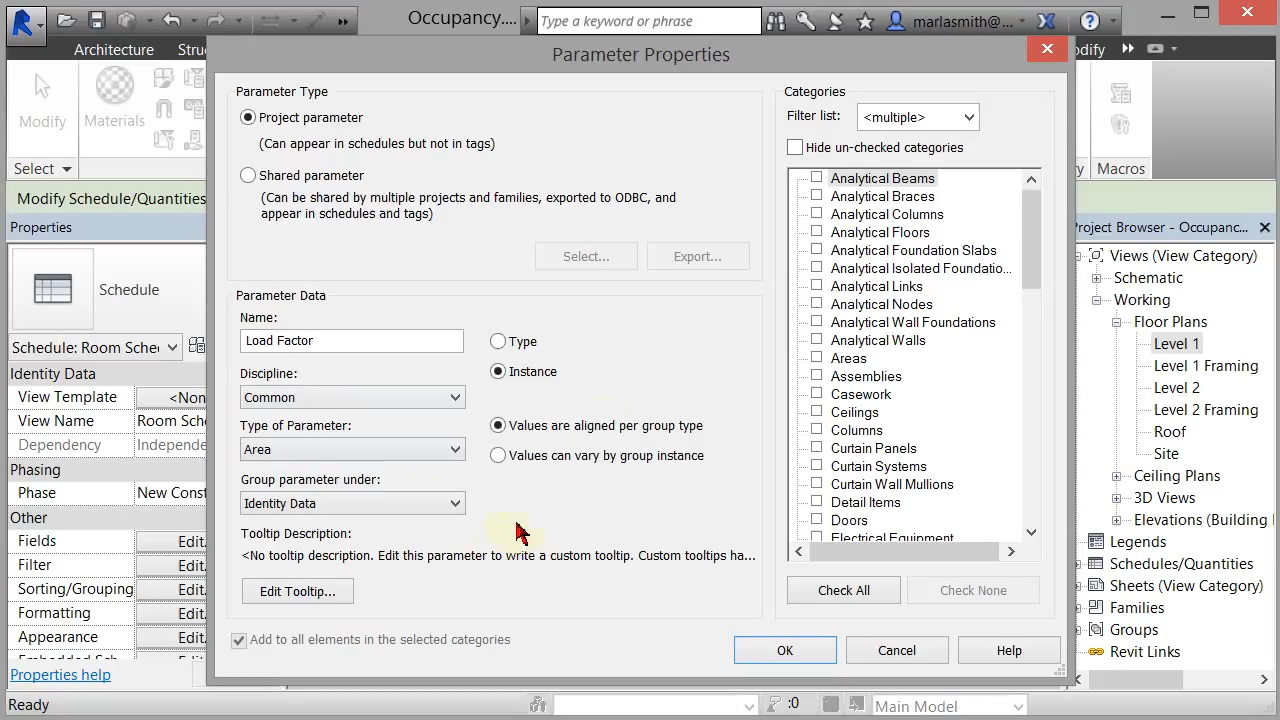 Occupancy....
Type a keyword or phrase
marlasmith@...
Architecture
Parameter Properties
Modify
Materials
Select
Macros
Modify Schedule/Quantities
Properties
Schedule
Identity Data
View Template
View Name
Room Sche
Dependency
Independen
Phasing
Phase
New Const
Other
Fields
Edit.
Filter
Edit.
Sorting/Grouping
Edit.
Formatting
Edit.
Appearance
Edit.
Properties help
Ready
Parameter Type
Project parameter
(Can appear in schedules but not in tags)
Shared parameter
(Can be shared by multiple projects and families, exported to ODBC, and
appear in schedules and tags)
Select...
Export...
Parameter Data
Name:
Load Factor
Type
Discipline:
Instance
Common
Type of Parameter:
Values are aligned per group type
Area
Values can vary by group instance
Group parameter under:
Identity Data
Tooltip Description:
<No tooltip description. Edit this parameter to write a custom tooltip. Custom tooltips ha...
Edit Tooltip...
Add to all elements in the selected categories
Categories
Filter list:
<multiple>
Hide un-checked categories
Analytical Beams
Analytical Braces
Analytical Columns
Analytical Floors
Analytical Foundation Slabs
Analytical Isolated Foundatio...
Analytical Links
Analytical Nodes
Analytical Wall Foundations
Analytical Walls
Areas
Assemblies
Casework
Ceilings
Columns
Curtain Panels
Curtain Systems
Curtain Wall Mullions
Detail Items
Doors
Electrical Equipment
Check All
Check None
OK
Cancel
Help
Project Browser - Occupanc...
Views (View Category)
Schematic
Working
Floor Plans
Level 1
Level 1 Framing
Level 2
Level 2 Framing
Roof
Site
Ceiling Plans
3D Views
Elevations (Building
Legends
Schedules/Quantities
Sheets (View Category)
Families
Groups
Revit Links
:0
Main Model